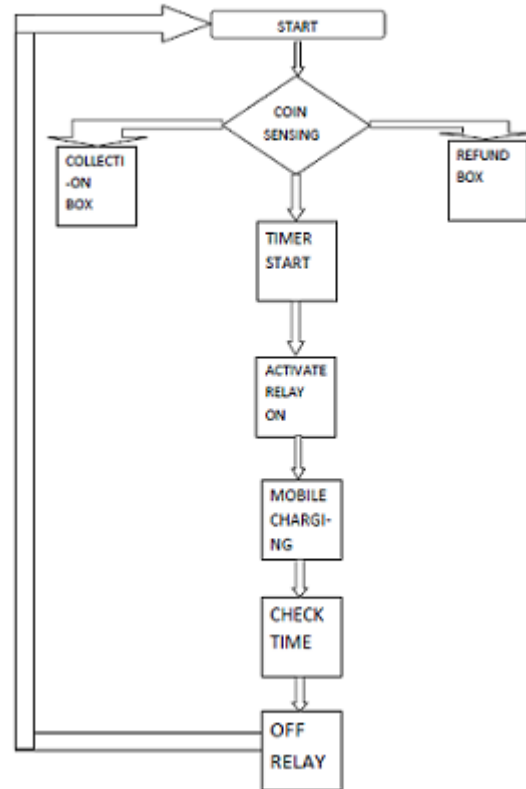 START
COIN
SENSING
COLLECTI
-ON
BOX
REFUND
BOX
TIMER
START
ACTIVATE
RELAY
ON
MOBILE
CHARGI-
NG
CHECK
TIME
OFF
RELAY